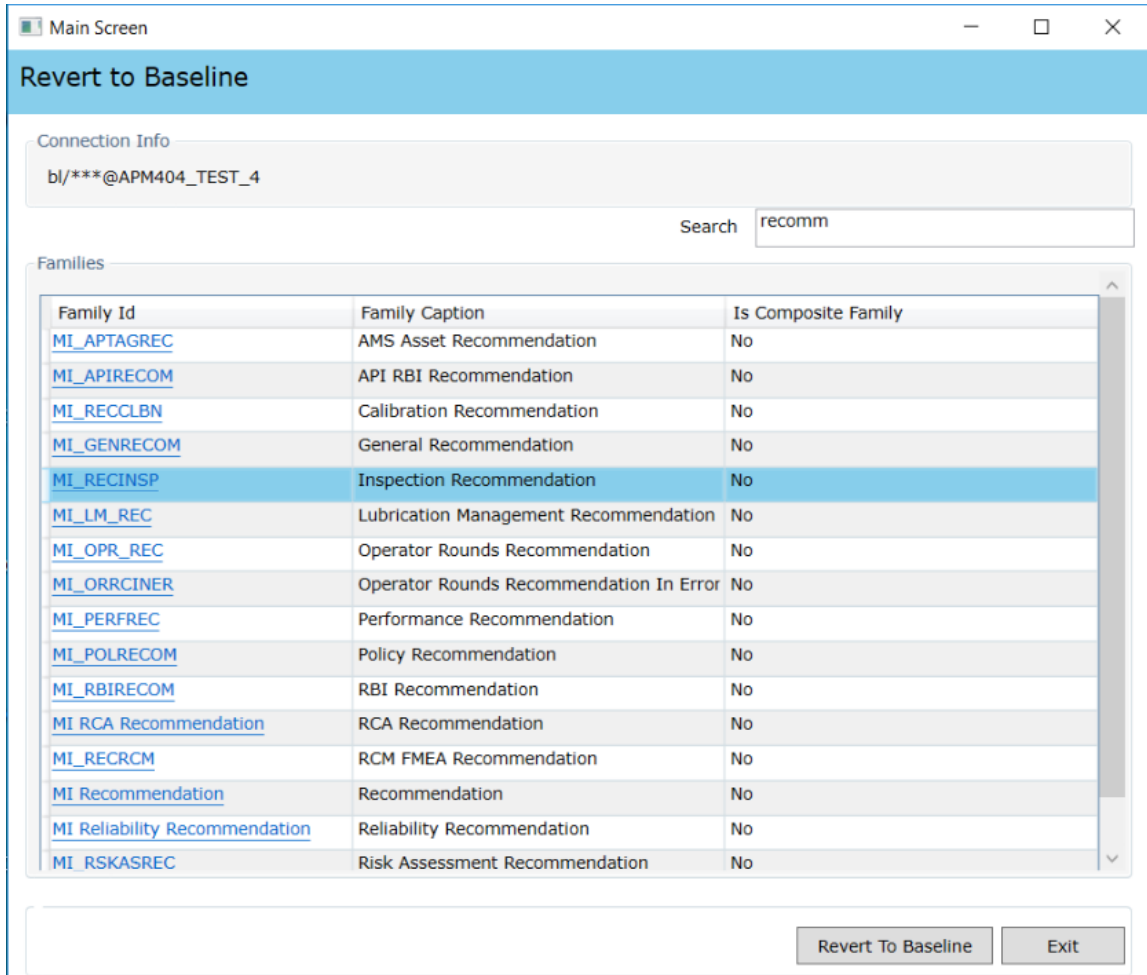 Main Screen
Revert to Baseline
Connection Info
bl/***@APM404_TEST_4
Search recomm
Families
Family Id Family Caption Is Composite Family
MI_APTAGREC AMS Asset Recommendation No
MI_APIRECOM API RBI Recommendation No
MI_RECCLBN Calibration Recommendation No
MI_GENRECOM General Recommendation No
MI_RECINSP Inspection Recommendation No
MI_LM_REC Lubrication Management Recommendation No
MI_OPR_REC Operator Rounds Recommendation No
MI_ORRCINER Operator Rounds Recommendation In Error No
MI_PERFREC Performance Recommendation No
MI_POLRECOM Policy Recommendation No
MI_RBIRECOM RBI Recommendation No
MI RCA Recommendation RCA Recommendation No
MI_RECRCM RCM FMEA Recommendation No
MI Recommendation Recommendation No
MI Reliability Recommendation Reliability Recommendation No
MI_RSKASREC Risk Assessment Recommendation No
Revert To Baseline Exit